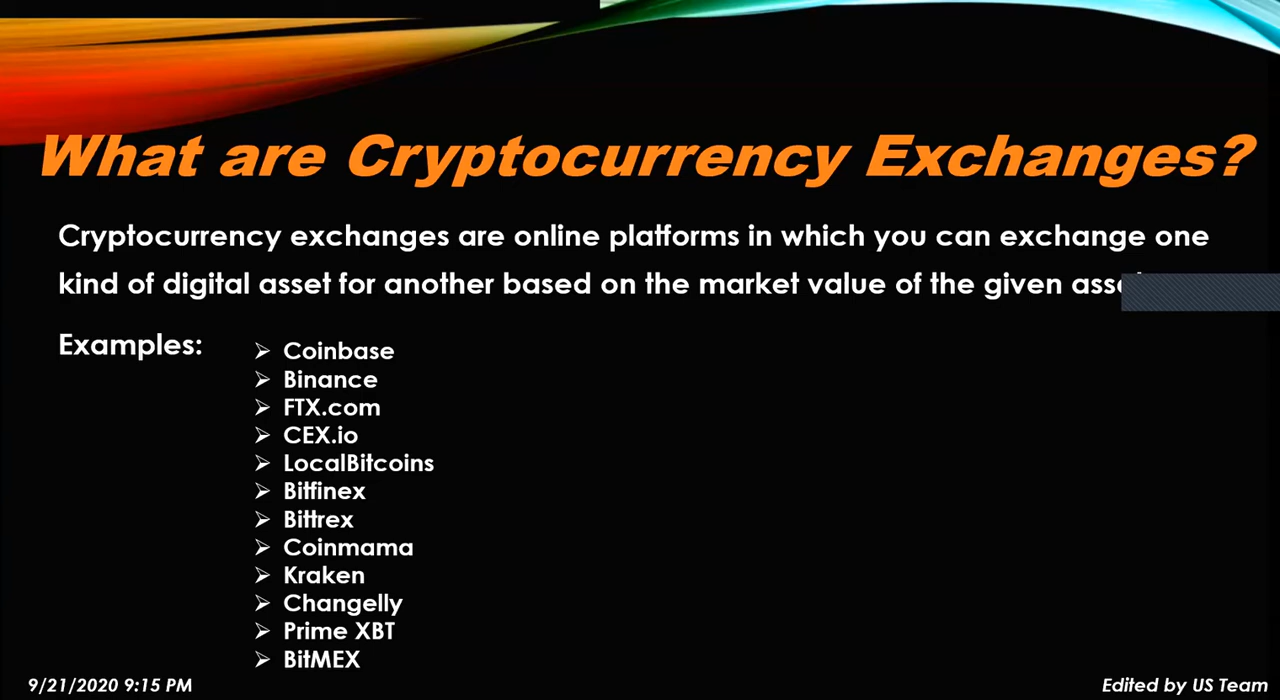 What are Cryptocurrency Exchanges?
Cryptocurrency exchanges are online platforms in which you can exchange one
kind of digital asset for another based on the market value of the given
Examples:
➢ Coinbase
➢ Binance
➢ FTX.com
➢ CEX.io
➢ LocalBitcoins
➢ Bitfinex
➢ Bittrex
➢ Coinmama
➢ Kraken
➢ Changelly
➢ Prime XBT
➢ BitMEX
9/21/2020 9:15 PM
Edited by US Team